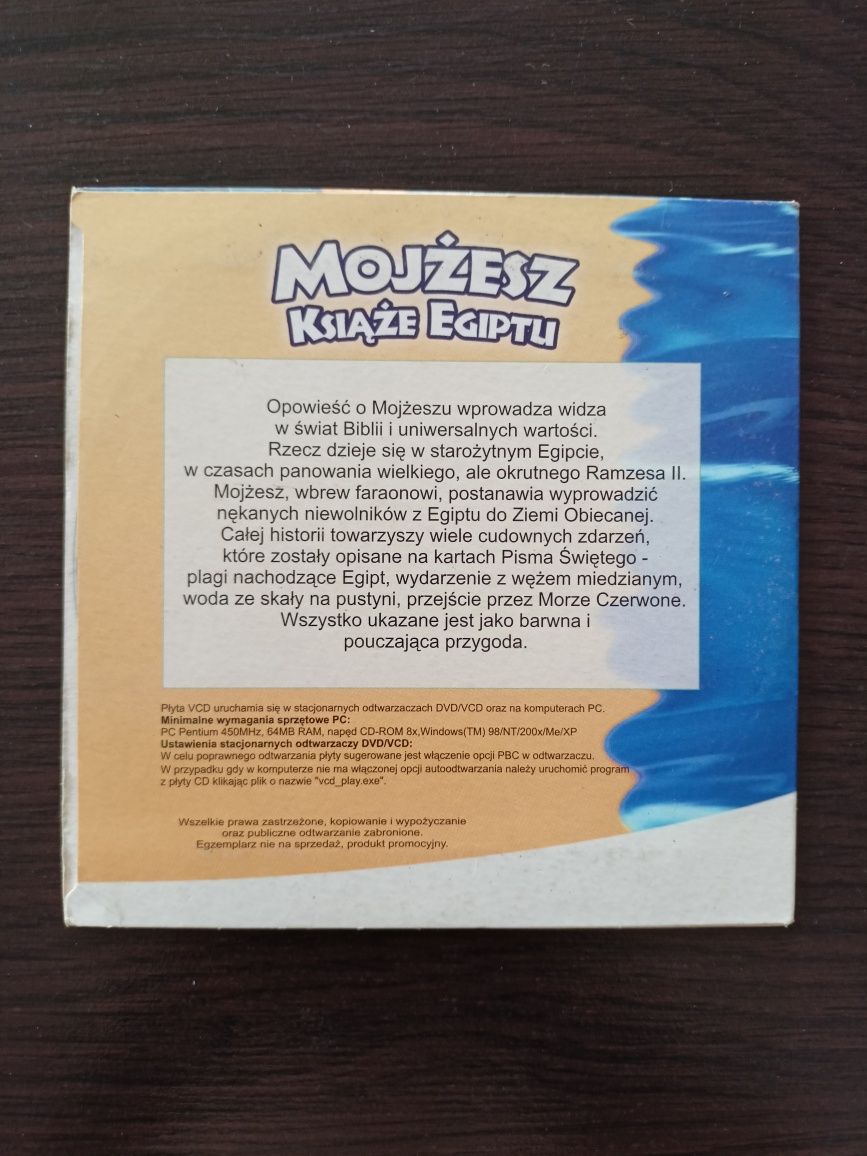 MOJŻESZ
KSIĄŻE EGIPTU
Opowieść o Mojżeszu wprowadza widza
w świat Biblii i uniwersalnych wartości.
Rzecz dzieje się w starożytnym Egipcie,
w czasach panowania wielkiego, ale okrutnego Ramzesa II.
Mojżesz, wbrew faraonowi, postanawia wyprowadzić
nękanych niewolników z Egiptu do Ziemi Obiecanej.
Całej historii towarzyszy wiele cudownych zdarzeń,
które zostały opisane na kartach Pisma Świętego -
plagi nachodzące Egipt, wydarzenie z wężem miedzianym,
woda ze skały na pustyni, przejście przez Morze Czerwone.
Wszystko ukazane jest jako barwna i
pouczająca przygoda.
Płyta VCD uruchamia się w stacjonarnych odtwarzaczach DVD/VCD oraz na komputerach PC.
Minimalne wymagania sprzętowe PC:
PC Pentium 450MHz, 64MB RAM, napęd CD-ROM 8x,Windows(TM) 98/NT/200x/Me/XP
Ustawienia stacjonarnych odtwarzaczy DVD/VCD:
W celu poprawnego odtwarzania płyty sugerowane jest włączenie opcji PBC w odtwarzaczu.
W przypadku gdy w komputerze nie ma włączonej opcji autoodtwarzania należy uruchomić program
z płyty CD klikając plik o nazwie "vcd_play.exe".
Wszelkie prawa zastrzeżone, kopiowanie i wypożyczanie
oraz publiczne odtwarzanie zabronione.
Egzemplarz nie na sprzedaż, produkt promocyjny.